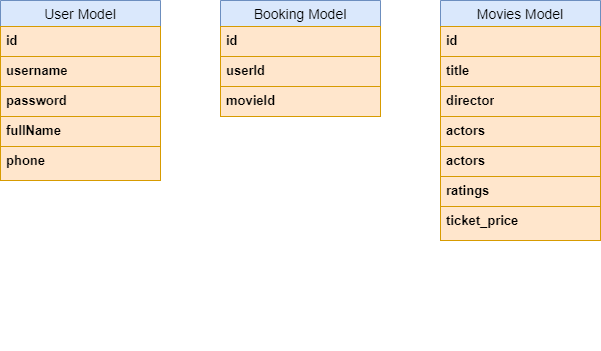 User Model
id
username
password
fullName
phone
Booking Model
id
userId
movieId
Movies Model
id
title
director
actors
actors
ratings
ticket_price